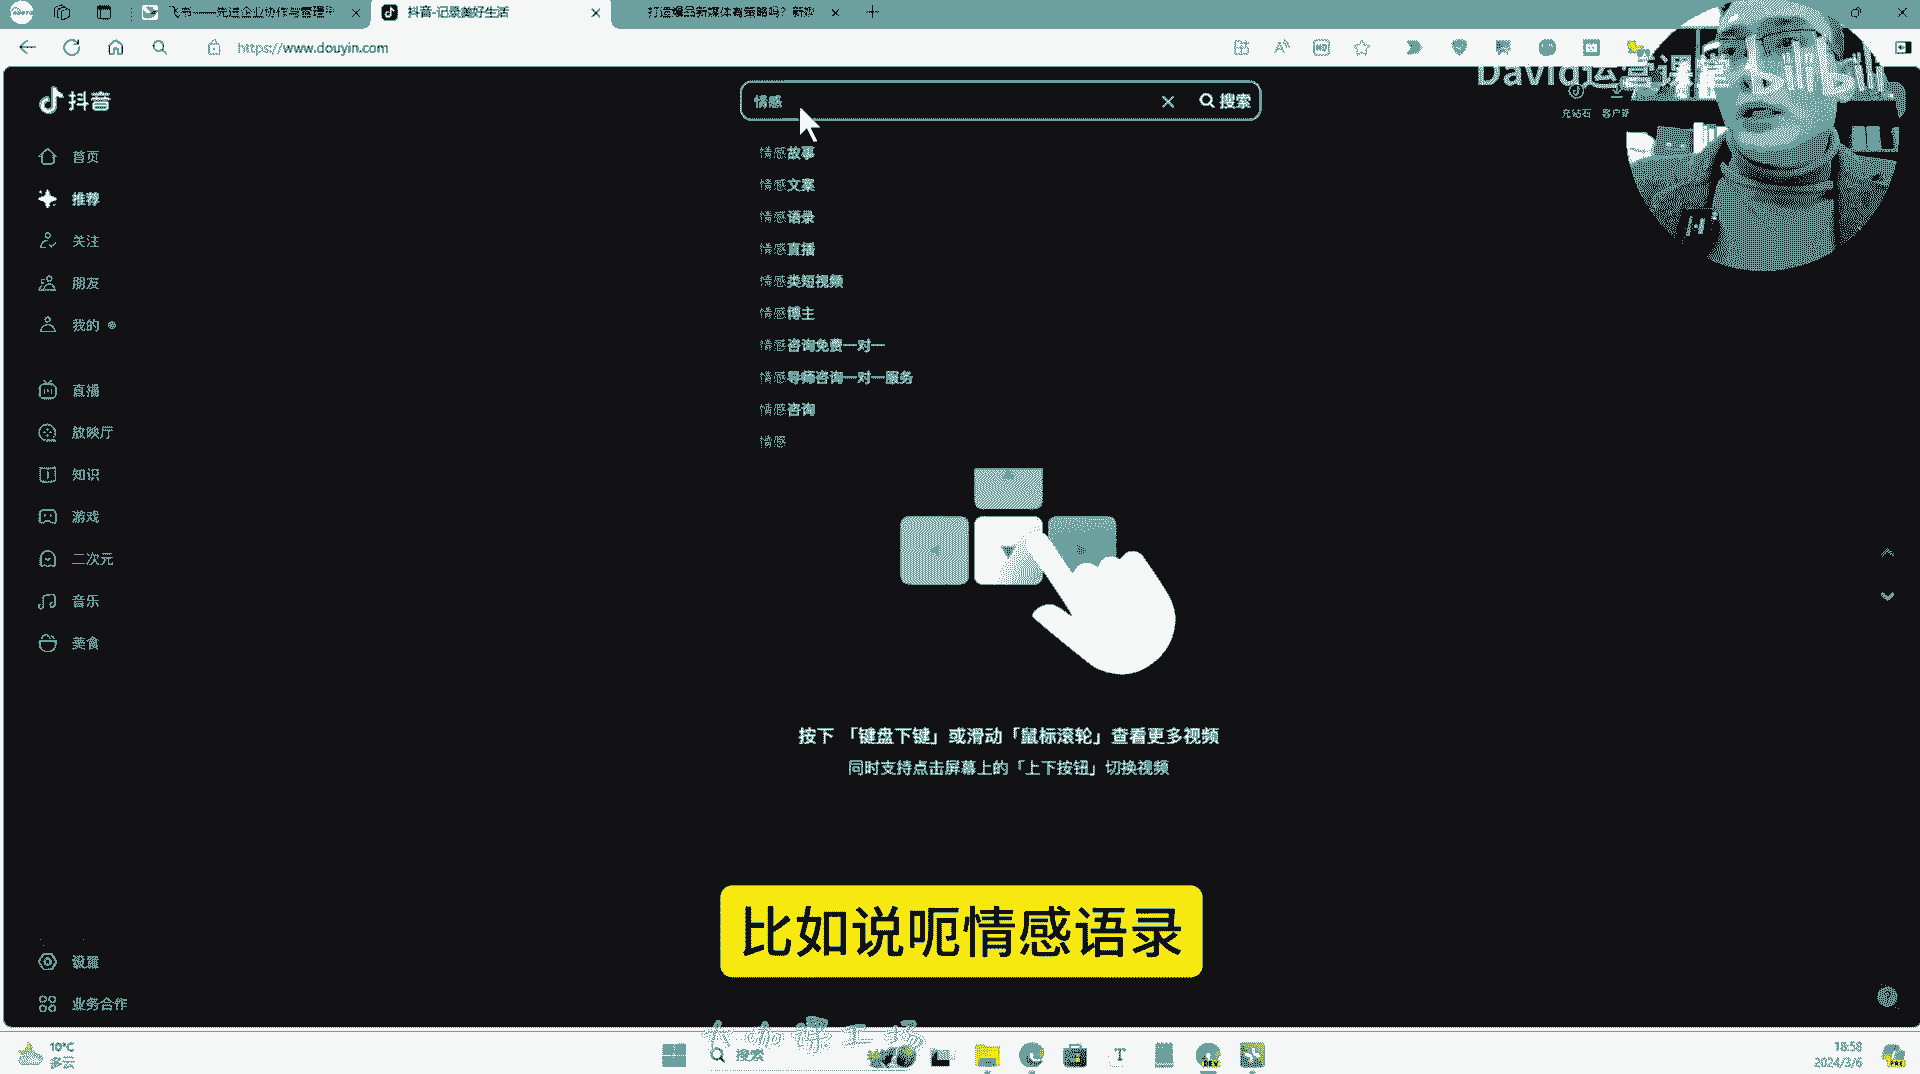 飞书——先进企业协作与管理平
抖音-记录美好生活
打造爆品新媒体有策略吗？新媒
https://www.douyin.com
David运营课堂
bilibili
抖音
情感
搜索
充钻石
客户端
首页
推荐
关注
朋友
我的
直播
放映厅
知识
游戏
二次元
音乐
美食
设置
业务合作
情感故事
情感文案
情感语录
情感直播
情感类短视频
情感博主
情感咨询免费一对一
情感导师咨询一对一服务
情感咨询
情感
按下 「键盘下键」或滑动「鼠标滚轮」查看更多视频
同时支持点击屏幕上的「上下按钮」切换视频
比如说呃情感语录
10°C
多云
搜索
18:58
2024/3/6